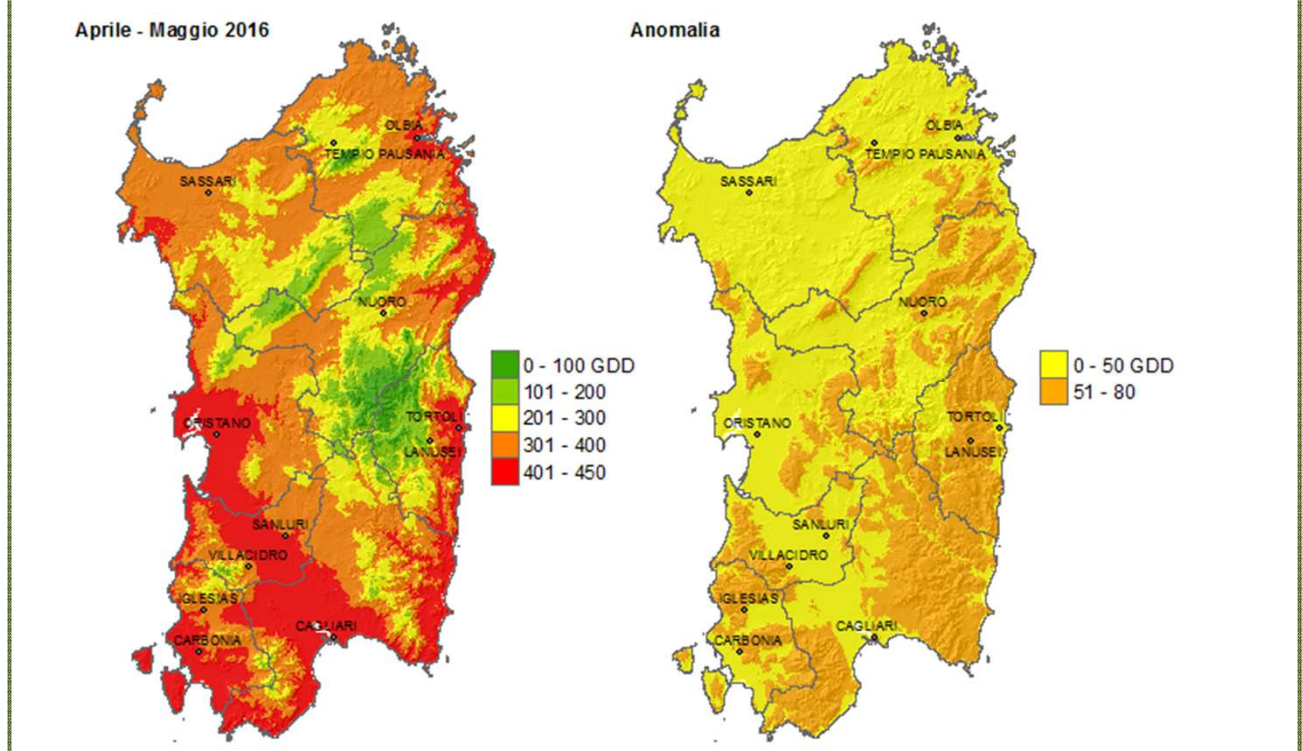 Aprile - Maggio 2016
OLBIA
TEMPIO PAUSANIA
SASSARI
NUORO
ORISTANO
TORTOLI
LANUSEI
SANLURI
VILLACIDRO
IGLESIAS
CAGLIARI
CARBONIA
0 - 100 GDD
101 - 200
201 - 300
301 - 400
401 - 450
Anomalia
OLBIA
TEMPIO PAUSANIA
SASSARI
NUORO
ORISTANO
TORTOLI
LANUSEI
SANLURI
VILLACIDRO
IGLESIAS
CAGLIARI
CARBONIA
0 - 50 GDD
51 - 80